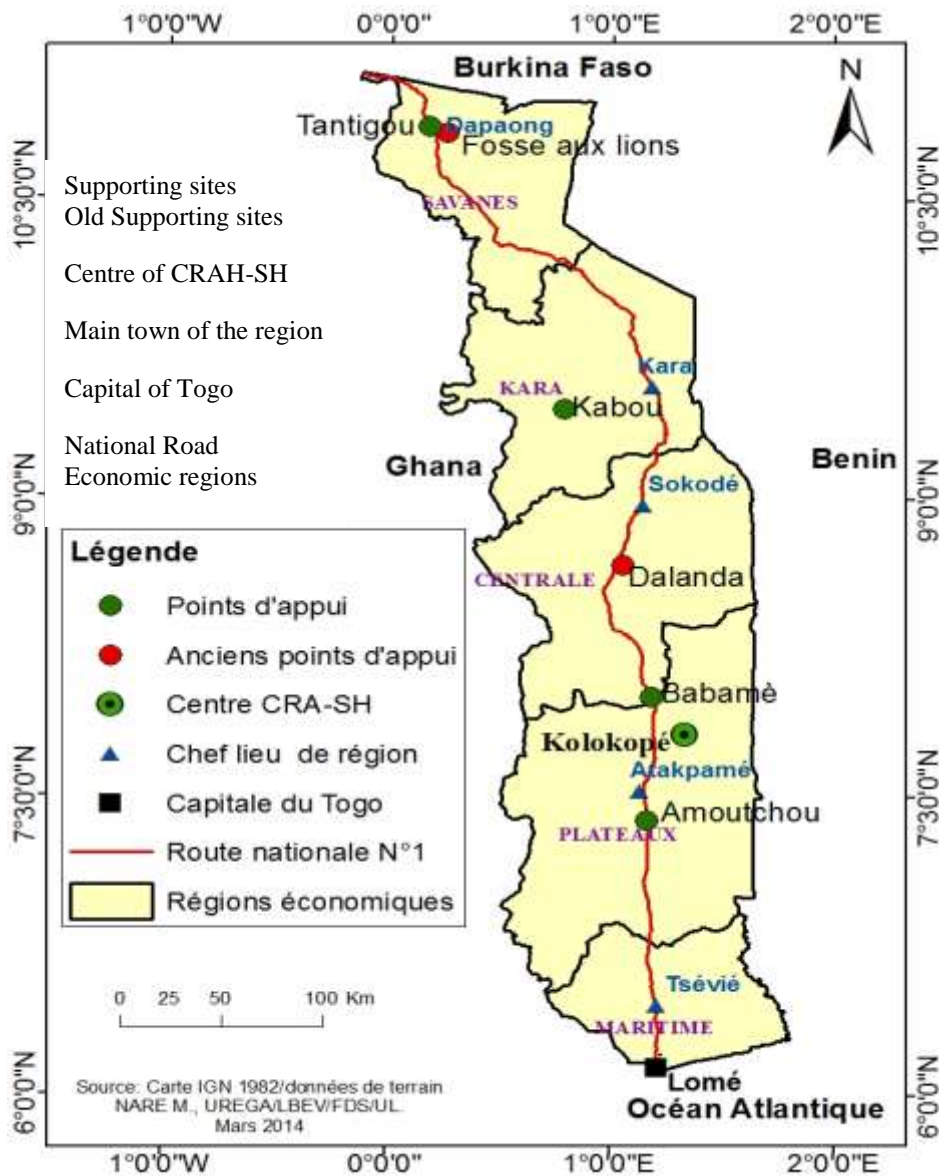 1°0'0"W 0°0'0" 1°0'0"E 2°0'0"E
Burkina Faso
N
Tantigou
Dapaong
Fosse aux lions
10°30'0"N
10°30'0"N
Supporting sites
Old Supporting sites
SAVANES
Centre of CRAH-SH
Main town of the region
Kara
Capital of Togo
KARA
Kabou
National Road
Economic regions
Ghana
Benin
Sokodé
9°0'0"N
9°0'0"N
Légende
CENTRALE
Dalanda
Points d'appui
Anciens points d'appui
Centre CRA-SH
Chef lieu de région
Capitale du Togo
Route nationale N°1
Régions économiques
Babamè
Kolokopé
Atakpamé
7°30'0"N
7°30'0"N
Amoutchou
PLATEAUX
0 25 50 100 Km
Tsévié
MARITIME
Source: Carte IGN 1982/données de terrain
NARE M., UREGA/LBEV/FDS/UL.
Mars 2014
Lomé
Océan Atlantique
6°0'0"N
6°0'0"N
1°0'0"W 0°0'0" 1°0'0"E 2°0'0"E